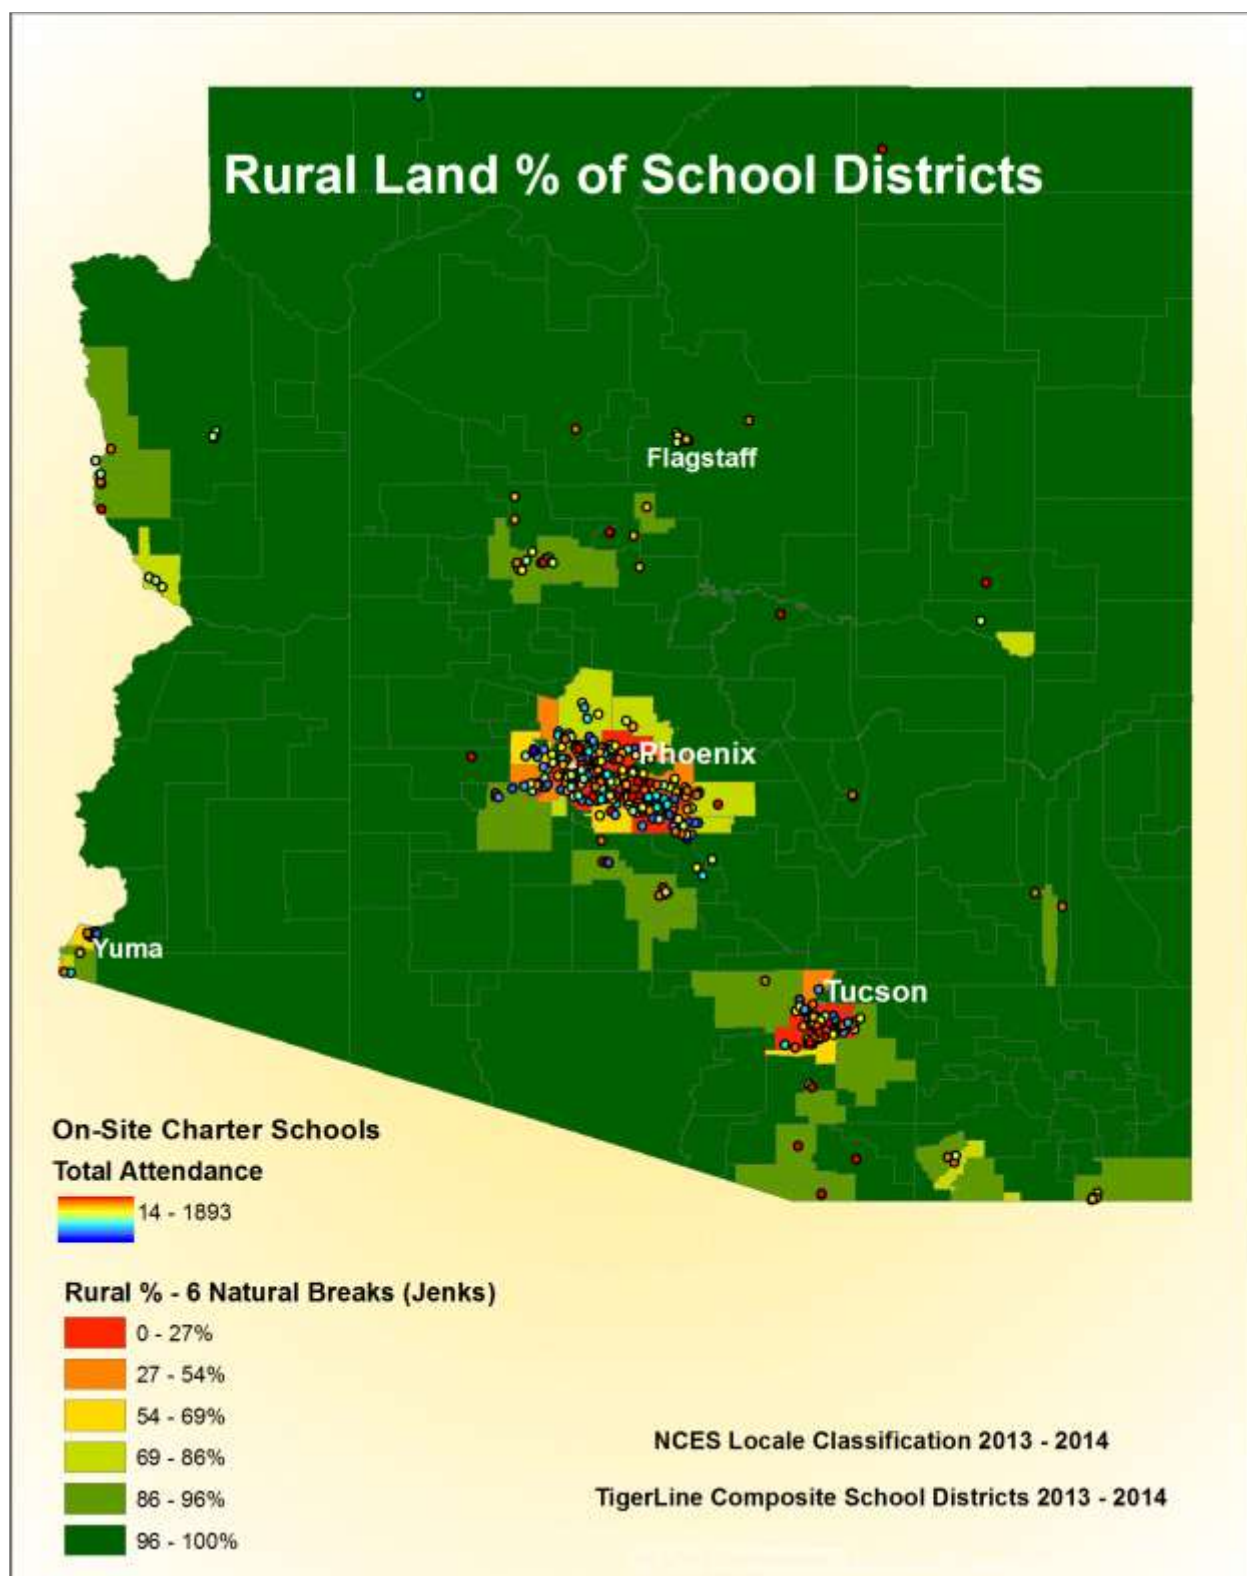 Rural Land % of School Districts
Flagstaff
Phoenix
Yuma
Tucson
On-Site Charter Schools
Total Attendance
14 - 1893
Rural % - 6 Natural Breaks (Jenks)
0 - 27%
27 - 54%
54 - 69%
69 - 86%
86 - 96%
96 - 100%
NCES Locale Classification 2013 - 2014
TigerLine Composite School Districts 2013 - 2014